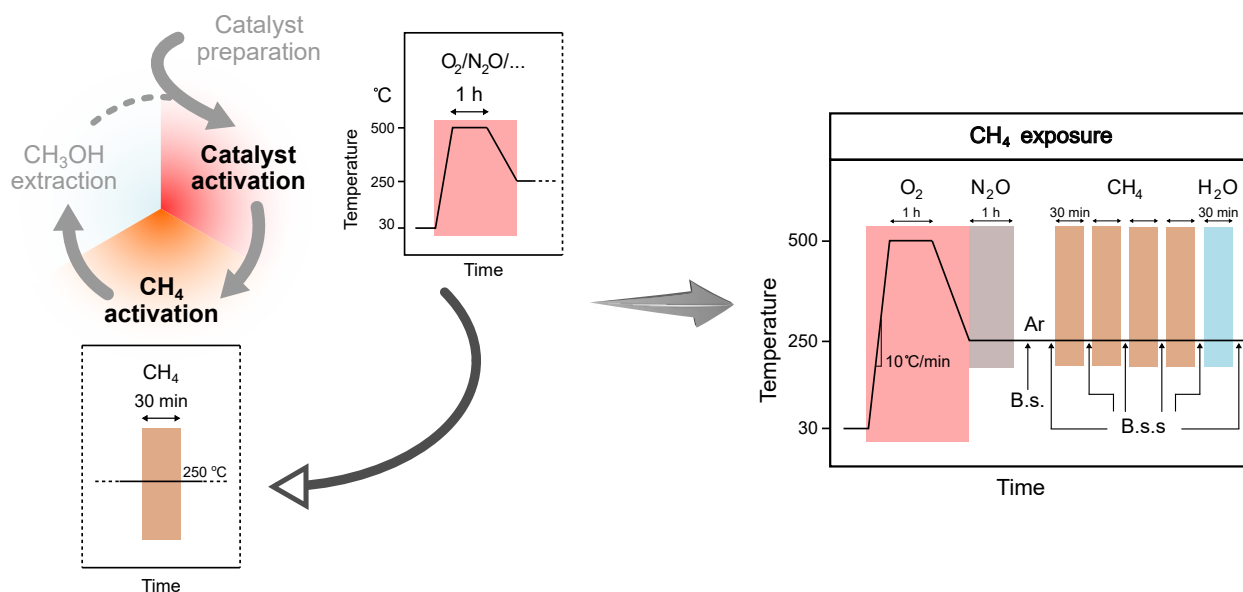 Catalyst
preparation
CH₃OH
extraction
Catalyst
activation
CH₄
activation
O₂/N₂O/...
℃
1 h
500
250
30
Temperature
Time
CH₄
30 min
250 °C
Time
CH₄ exposure
O₂
N₂O
CH₄
H₂O
1 h
1 h
30 min
30 min
500
250
30
Temperature
Ar
10℃/min
B.s.
B.s.s
Time